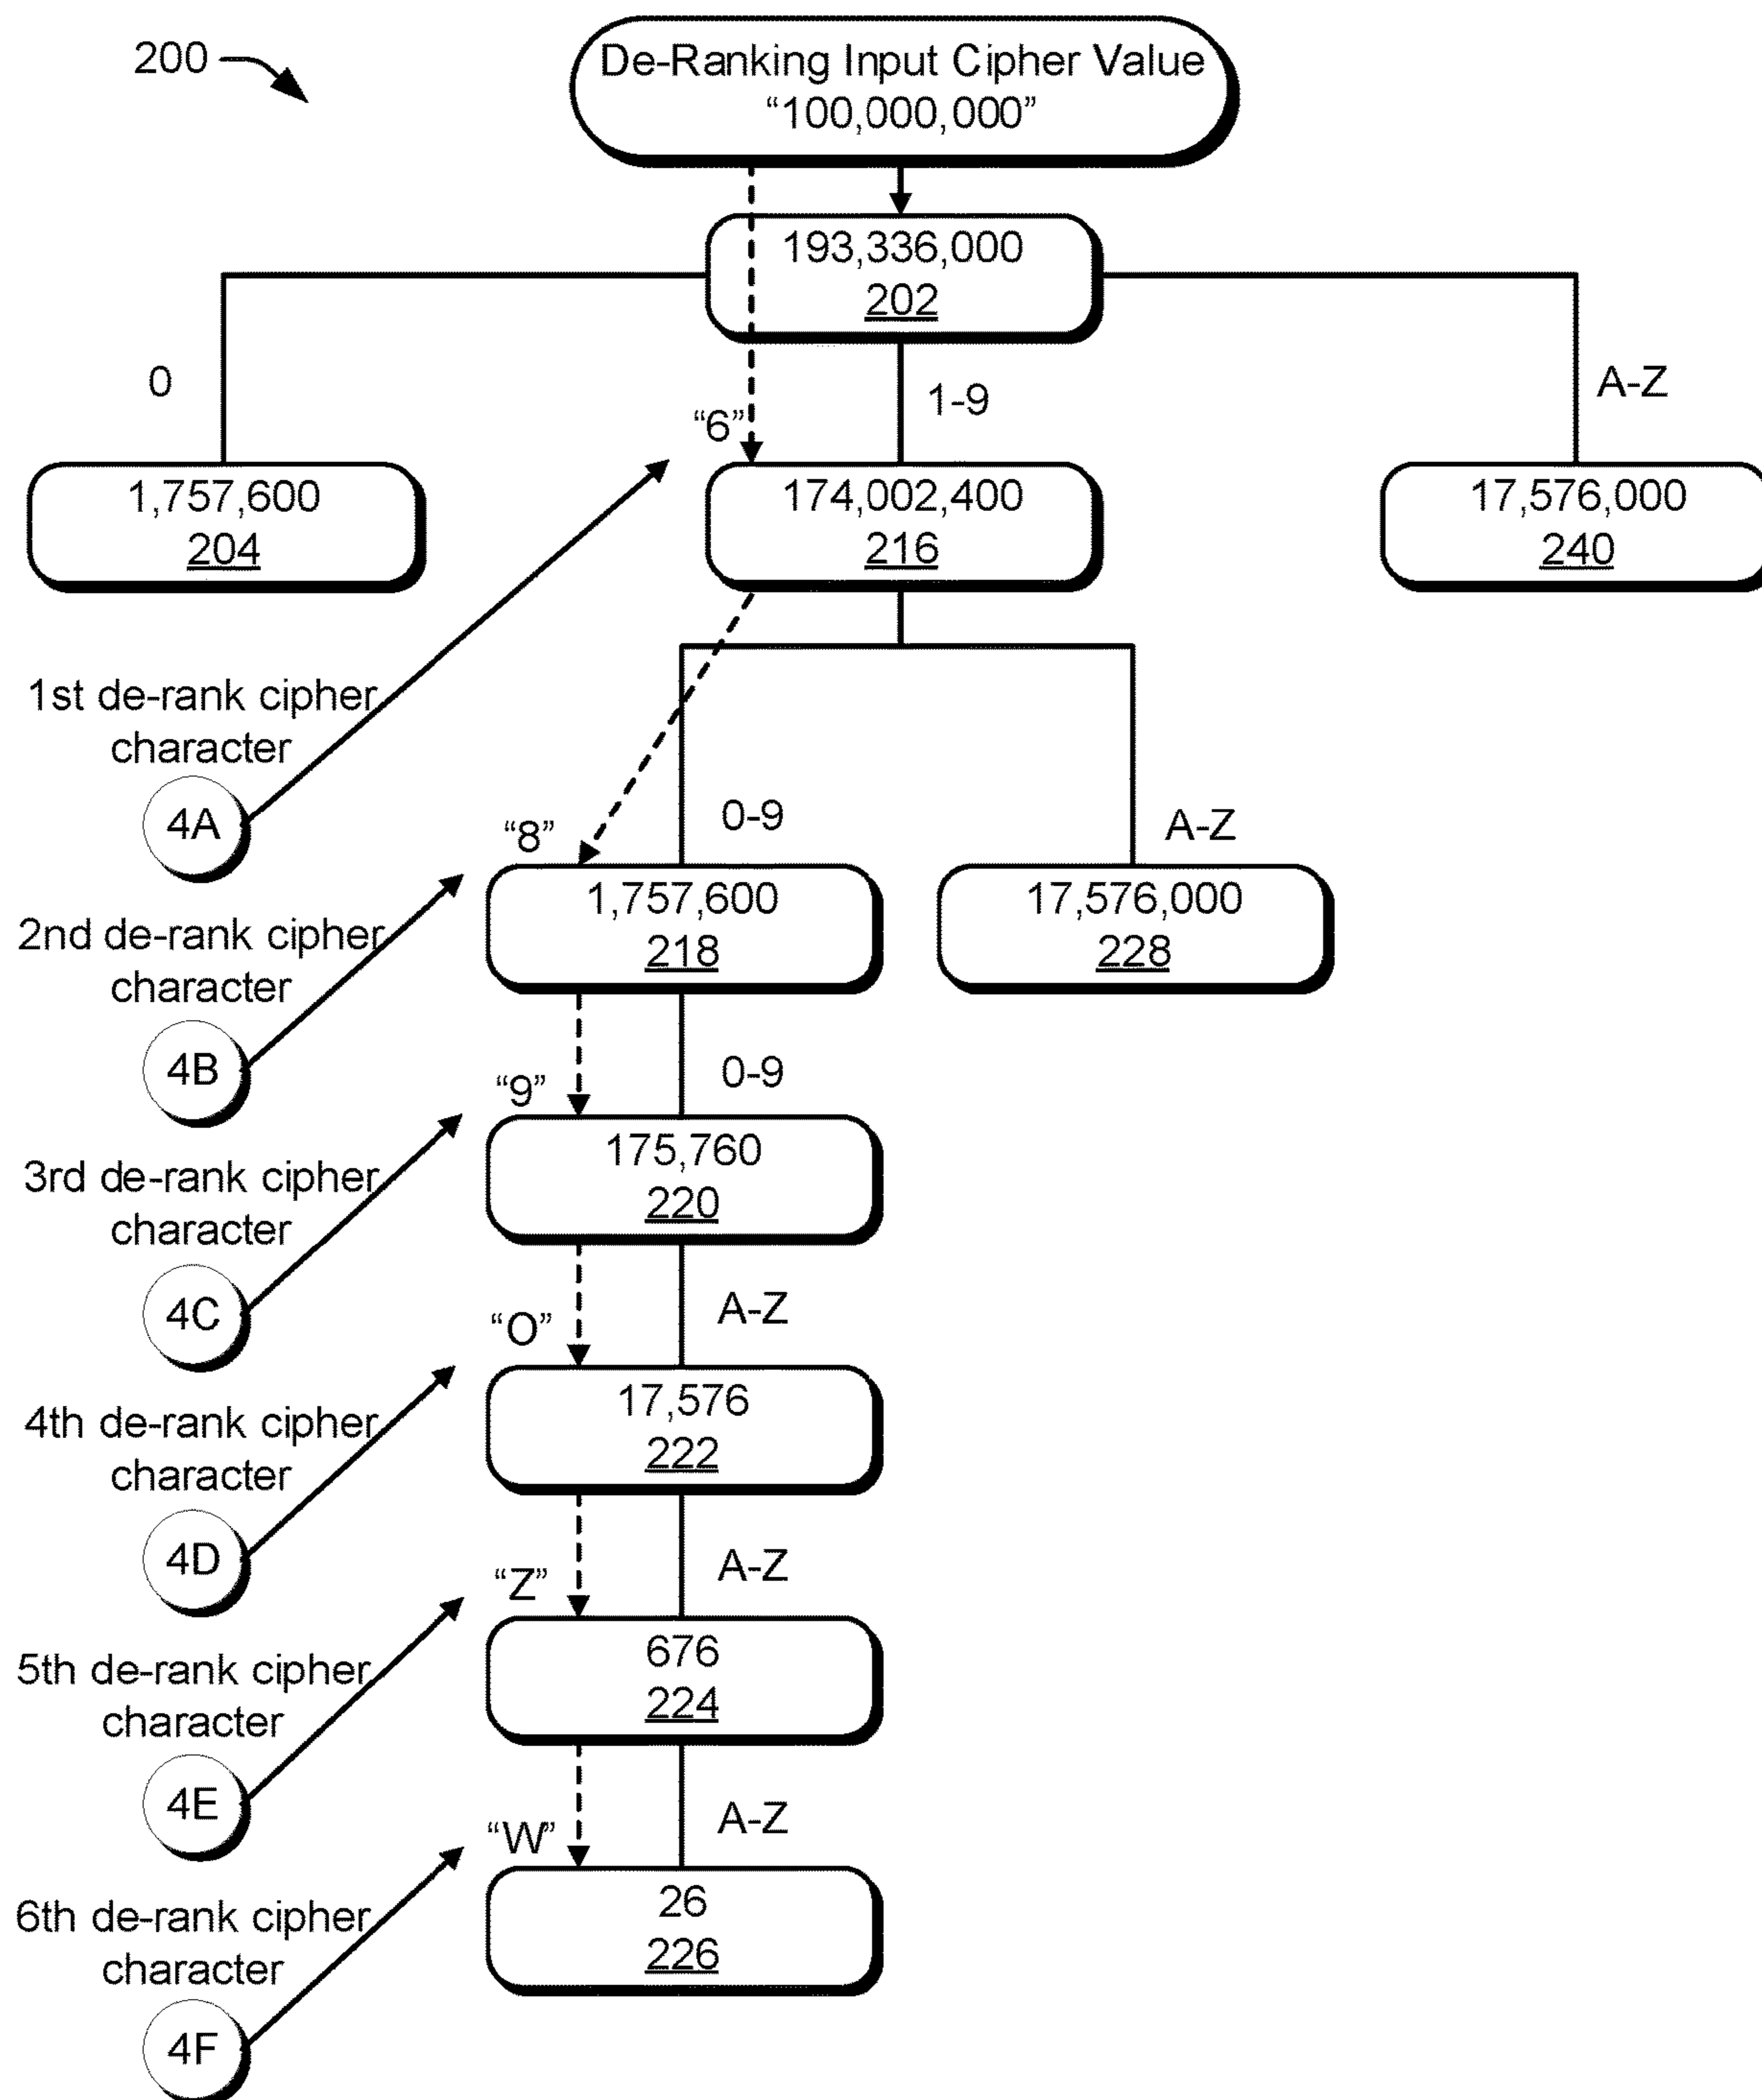 200
De-Ranking Input Cipher Value
“100,000,000”
193,336,000
202
0
“6”
1-9
A-Z
1,757,600
204
174,002,400
216
17,576,000
240
1st de-rank cipher
character
4A
“8”
0-9
A-Z
1,757,600
218
17,576,000
228
2nd de-rank cipher
character
4B
“9”
0-9
175,760
220
3rd de-rank cipher
character
4C
“O”
A-Z
17,576
222
4th de-rank cipher
character
4D
“Z”
A-Z
676
224
5th de-rank cipher
character
4E
“W”
A-Z
26
226
6th de-rank cipher
character
4F